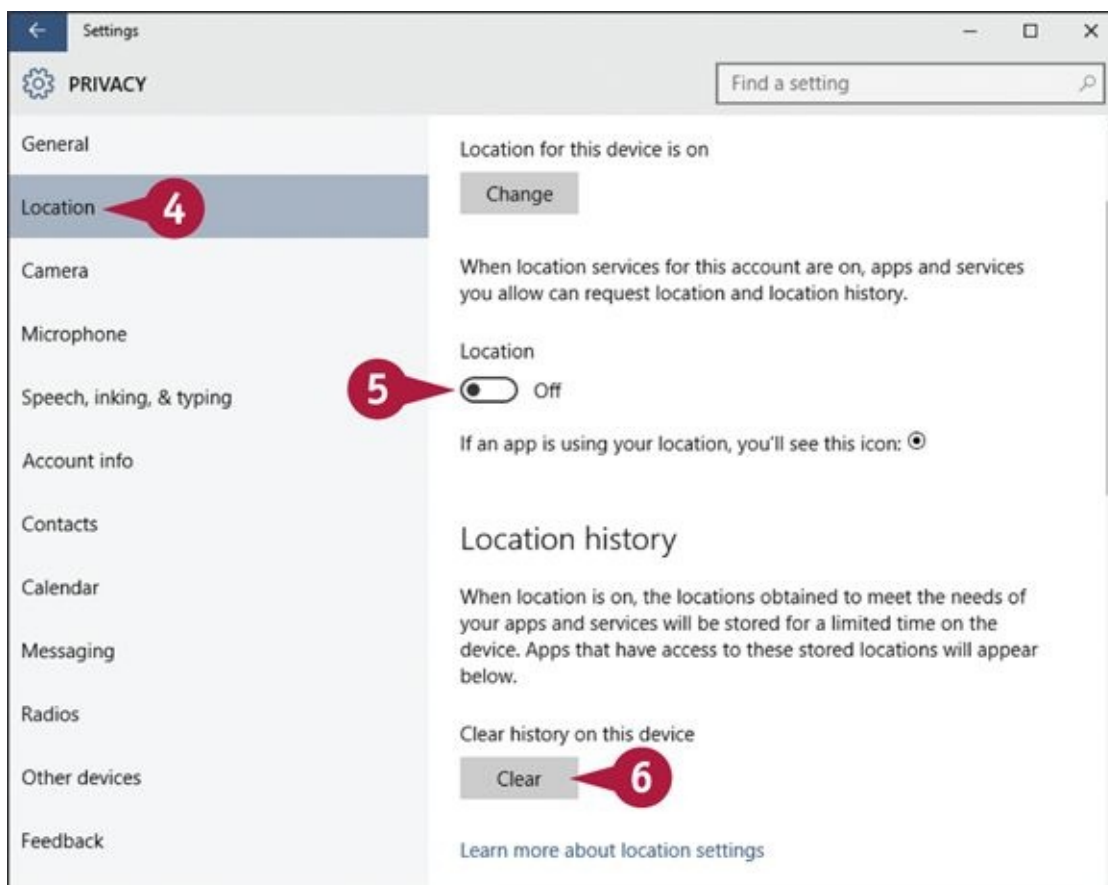 Settings
PRIVACY
Find a setting
General
Location
4
Camera
Microphone
Speech, inking, & typing
Account info
Contacts
Calendar
Messaging
Radios
Other devices
Feedback
Location for this device is on
Change
When location services for this account are on, apps and services
you allow can request location and location history.
Location
5
Off
If an app is using your location, you'll see this icon:
Location history
When location is on, the locations obtained to meet the needs of
your apps and services will be stored for a limited time on the
device. Apps that have access to these stored locations will appear
below.
Clear history on this device
Clear
6
Learn more about location settings